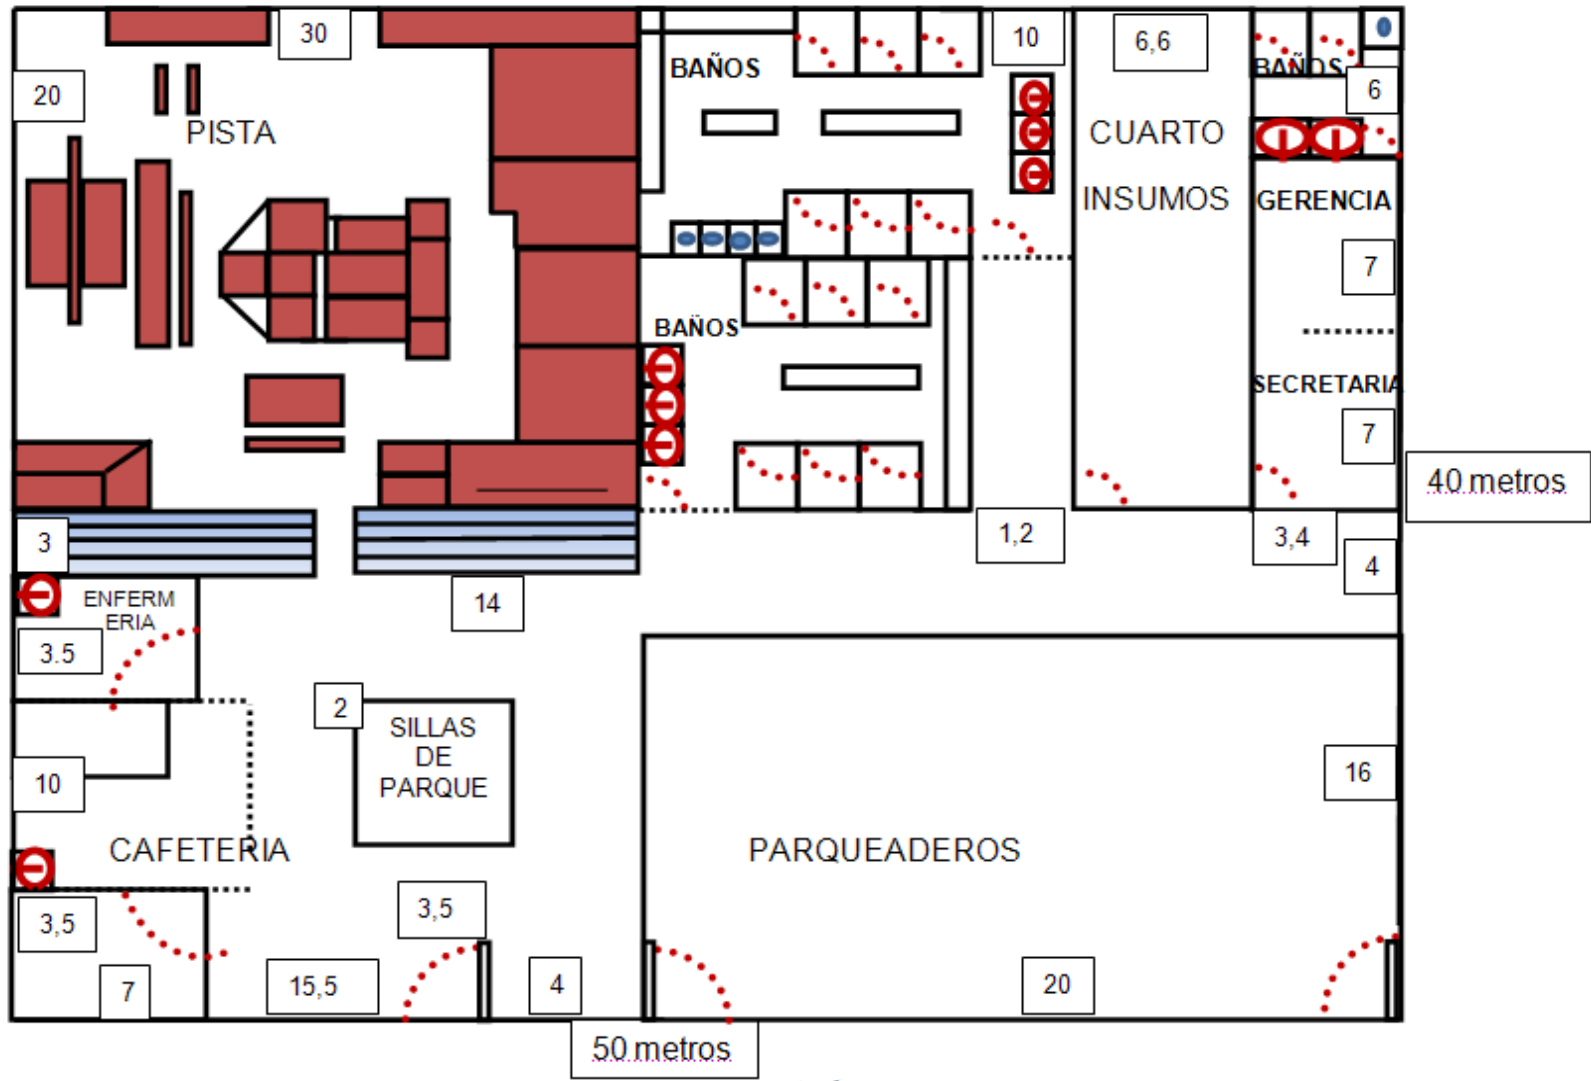 30
10
6,6
BAÑOS
BAÑOS
20
6
PISTA
CUARTO
INSUMOS
GERENCIA
7
BAÑOS
SECRETARIA
7
40 metros
3
1,2
3,4
4
ENFERM
ERIA
14
3.5
2
SILLAS
DE
PARQUE
10
16
CAFETERIA
PARQUEADEROS
3,5
3,5
7
15,5
4
20
50 metros